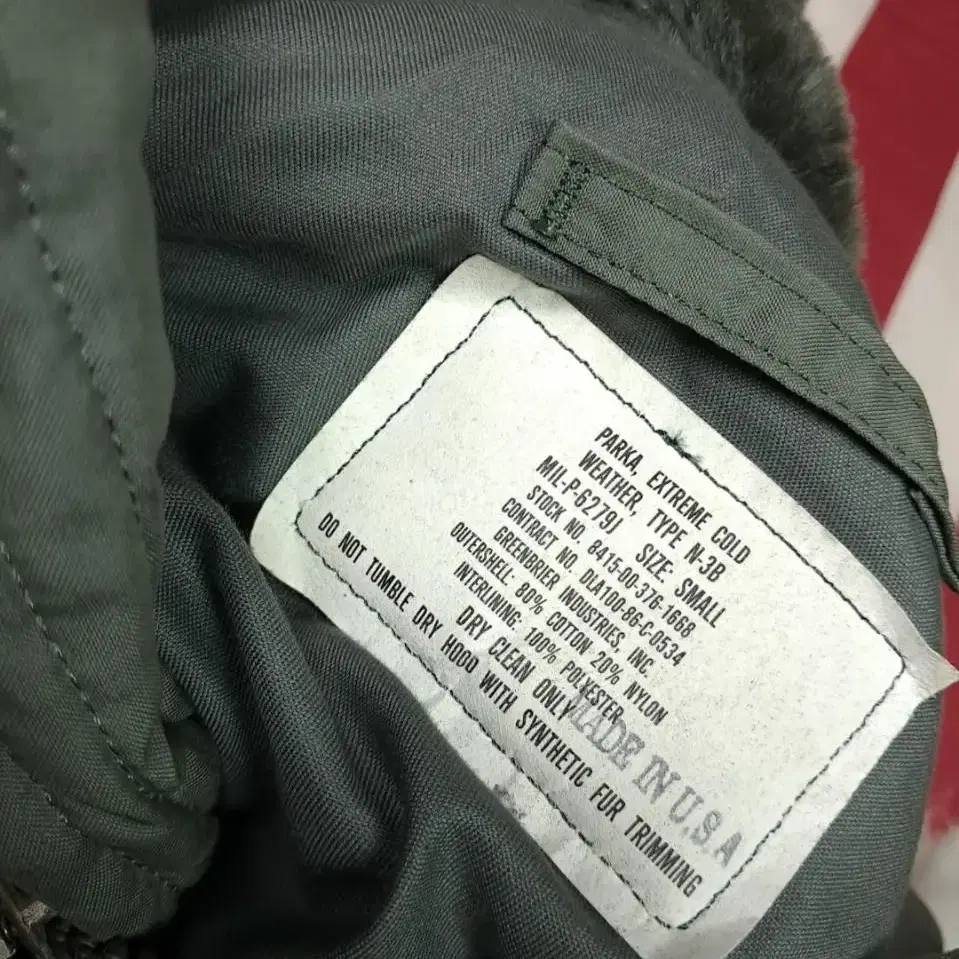 PARKA, EXTREME COLD
WEATHER, TYPE N-3B
MIL-P-6279J SIZE: SMALL
STOCK NO. 8415-00-376-1668
CONTRACT NO. DLA100-86-C-0534
GREENBRIER INDUSTRIES, INC.
OUTERSHELL: 80% COTTON 20% NYLON
INTERLINING: 100% POLYESTER
DRY CLEAN ONLY
DO NOT TUMBLE DRY HOOD WITH SYNTHETIC FUR TRIMMING
MADE IN U.S.A